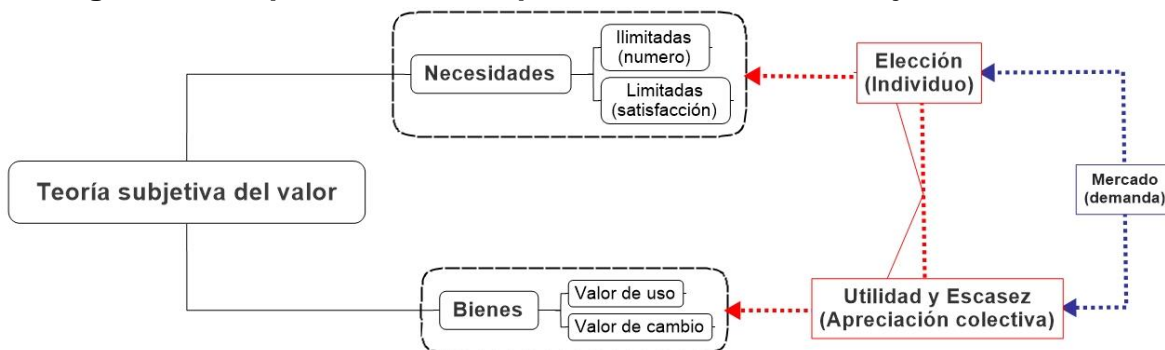 Ilimitadas
(numero)
Necesidades
Limitadas
(satisfacción)
Elección
(Individuo)
Teoría subjetiva del valor
Mercado
(demanda)
Bienes
Valor de uso
Valor de cambio
Utilidad y Escasez
(Apreciación colectiva)